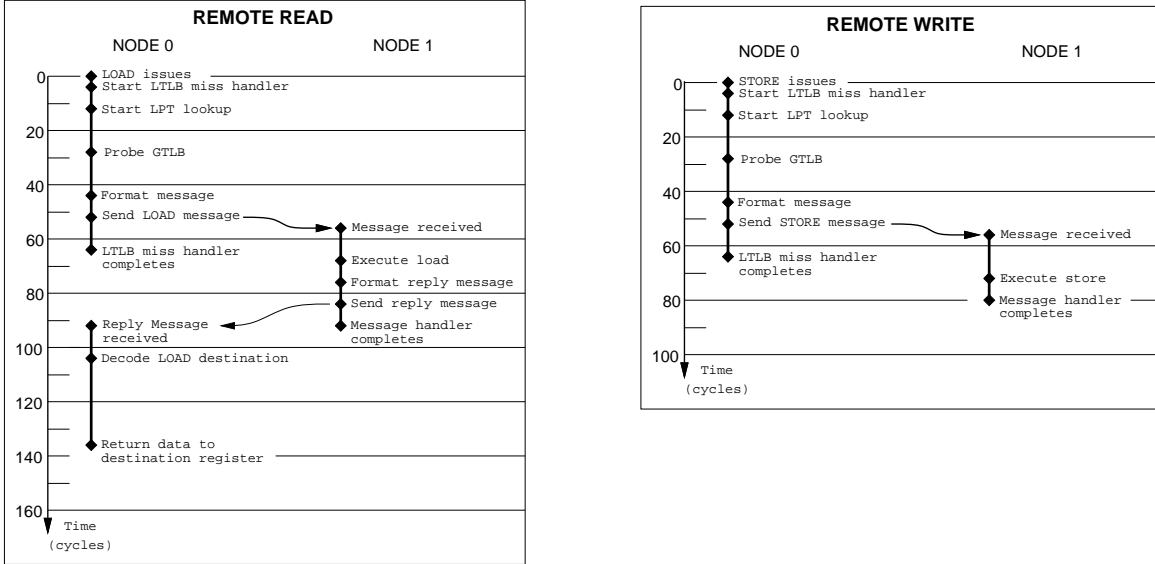 REMOTE READ
NODE 0
NODE 1
0
LOAD issues
Start LTLB miss handler
Start LPT lookup
20
Probe GTLB
40
Format message
Send LOAD message
Message received
60
LTLB miss handler
completes
Execute load
Format reply message
80
Send reply message
Reply Message
received
Message handler
completes
100
Decode LOAD destination
120
Return data to
destination register
140
160
Time
(cycles)
REMOTE WRITE
NODE 0
NODE 1
0
STORE issues
Start LTLB miss handler
Start LPT lookup
20
Probe GTLB
40
Format message
Send STORE message
Message received
60
LTLB miss handler
completes
Execute store
80
Message handler
completes
100
Time
(cycles)